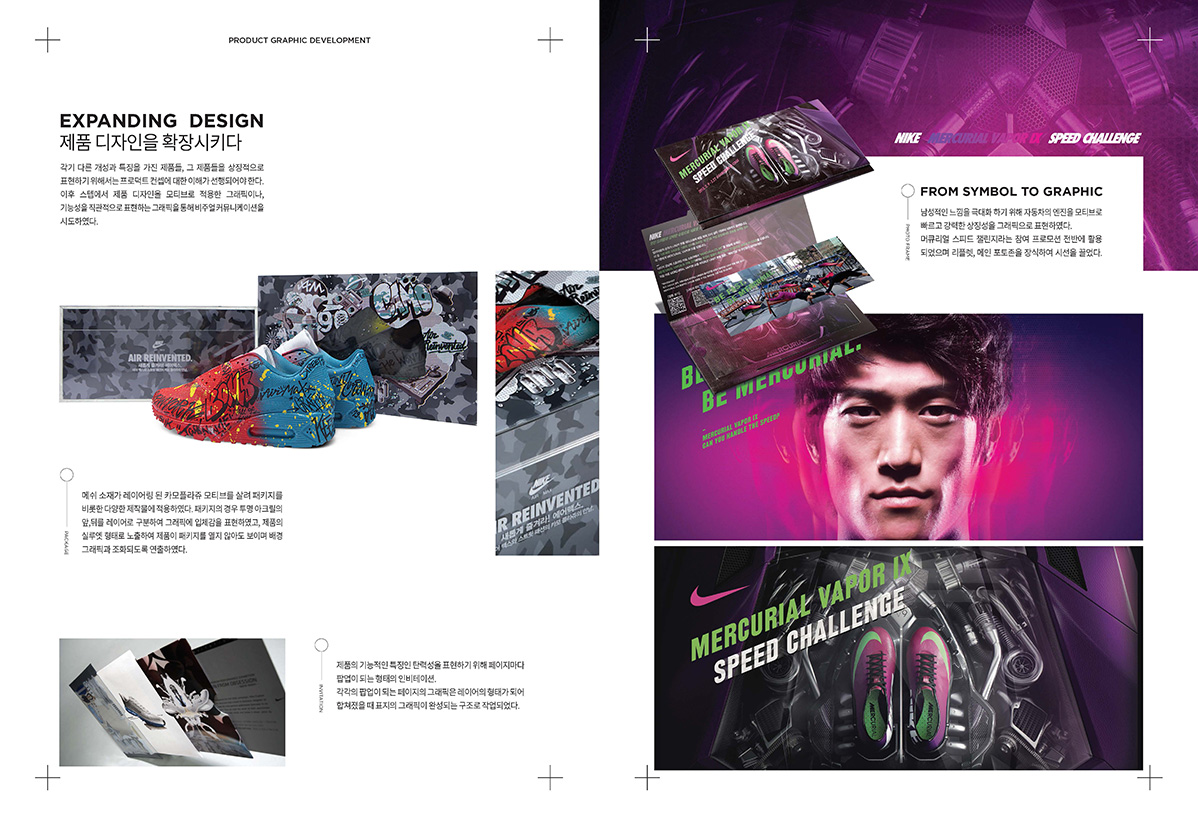 PRODUCT GRAPHIC DEVELOPMENT
EXPANDING DESIGN
제품 디자인을 확장시키다
각기 다른 개성과 특징을 가진 제품들, 그 제품들을 상징적으로
표현하기 위해서는 프로덕트 컨셉에 대한 이해가 선행되어야 한다.
이후 스텝에서 제품 디자인을 모티브로 적용한 그래픽이나,
기능성을 직관적으로 표현하는 그래픽을 통해 비주얼 커뮤니케이션을
시도하였다.
AIR REINVENTED.
Air
Reinvented
PACKAGE
메쉬 소재가 레이어링 된 카모플라쥬 모티브를 살려 패키지를
비롯한 다양한 제작물에 적용하였다. 패키지의 경우 투명 아크릴의
앞,뒤를 레이어로 구분하여 그래픽에 입체감을 표현하였고, 제품의
실루엣 형태로 노출하여 제품이 패키지를 열지 않아도 보이며 배경
그래픽과 조화되도록 연출하였다.
NIKE
AIR MAX
AIR REINVENTED
새롭게 즐겨라! 에어맥스.
INVITATION
제품의 기능적인 특징인 탄력성을 표현하기 위해 페이지마다
팝업이 되는 형태의 인비테이션.
각각의 팝업이 되는 페이지의 그래픽은 레이어의 형태가 되어
합쳐졌을 때 표지의 그래픽이 완성되는 구조로 작업되었다.
NIKE MERCURIAL VAPOR IX SPEED CHALLENGE
MERCURIAL VAPOR IX
SPEED CHALLENGE
PHOTO FRAME
FROM SYMBOL TO GRAPHIC
남성적인 느낌을 극대화 하기 위해 자동차의 엔진을 모티브로
빠르고 강력한 상징성을 그래픽으로 표현하였다.
머큐리얼 스피드 챌린지라는 참여 프로모션 전반에 활용
되었으며 리플렛, 메인 포토존을 장식하여 시선을 끌었다.
BE
BE MERCURIAL.
MERCURIAL VAPOR IX
CAN YOU HANDLE THE SPEED?
MERCURIAL VAPOR IX
SPEED CHALLENGE